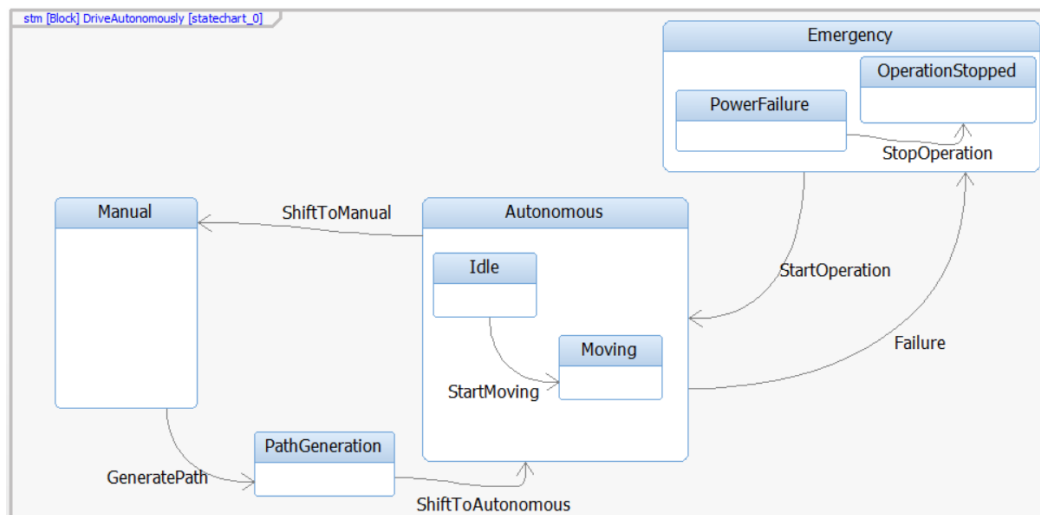 stm [Block] DriveAutonomously [statechart_0]
Emergency
OperationStopped
PowerFailure
StopOperation
Manual
ShiftToManual
Autonomous
Idle
StartOperation
Moving
Failure
StartMoving
PathGeneration
GeneratePath
ShiftToAutonomous